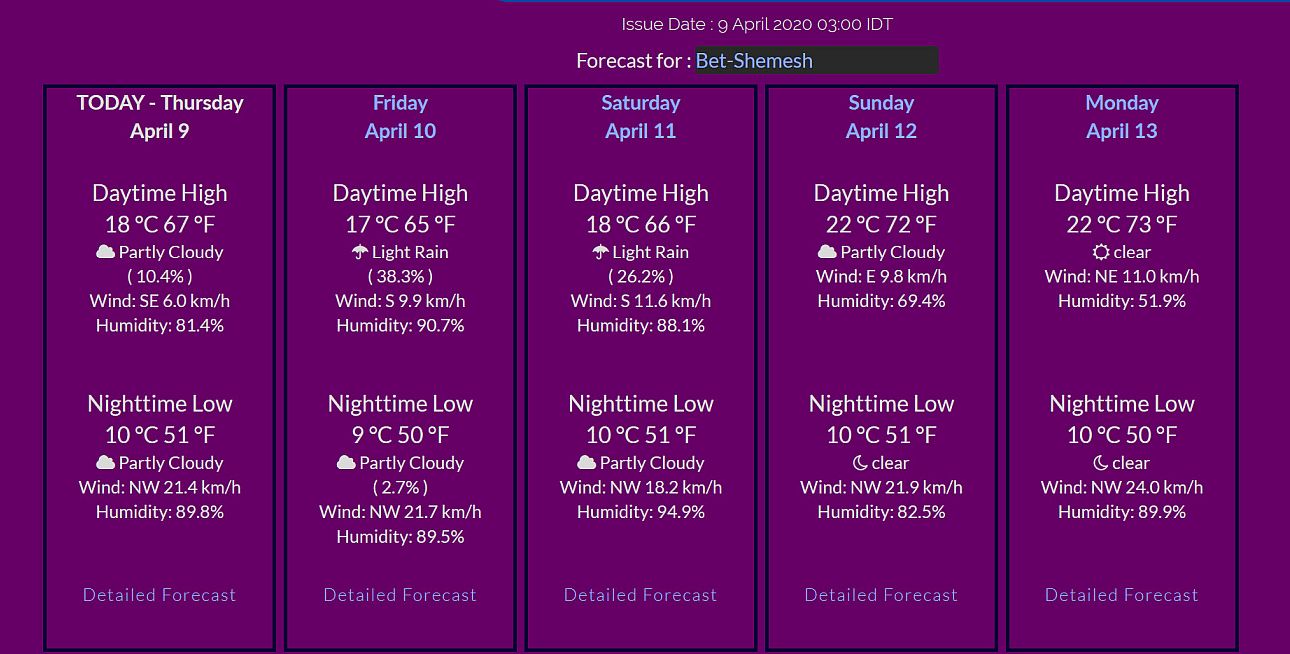 Issue Date : 9 April 2020 03:00 IDT
Forecast for : Bet-Shemesh
TODAY - Thursday
April 9
Daytime High
18 °C 67 °F
Partly Cloudy
( 10.4% )
Wind: SE 6.0 km/h
Humidity: 81.4%
Nighttime Low
10 °C 51 °F
Partly Cloudy
Wind: NW 21.4 km/h
Humidity: 89.8%
Detailed Forecast
Friday
April 10
Daytime High
17 °C 65 °F
Light Rain
( 38.3% )
Wind: S 9.9 km/h
Humidity: 90.7%
Nighttime Low
9 °C 50 °F
Partly Cloudy
( 2.7% )
Wind: NW 21.7 km/h
Humidity: 89.5%
Detailed Forecast
Saturday
April 11
Daytime High
18 °C 66 °F
Light Rain
( 26.2% )
Wind: S 11.6 km/h
Humidity: 88.1%
Nighttime Low
10 °C 51 °F
Partly Cloudy
Wind: NW 18.2 km/h
Humidity: 94.9%
Detailed Forecast
Sunday
April 12
Daytime High
22 °C 72 °F
Partly Cloudy
Wind: E 9.8 km/h
Humidity: 69.4%
Nighttime Low
10 °C 51 °F
clear
Wind: NW 21.9 km/h
Humidity: 82.5%
Detailed Forecast
Monday
April 13
Daytime High
22 °C 73 °F
clear
Wind: NE 11.0 km/h
Humidity: 51.9%
Nighttime Low
10 °C 50 °F
clear
Wind: NW 24.0 km/h
Humidity: 89.9%
Detailed Forecast